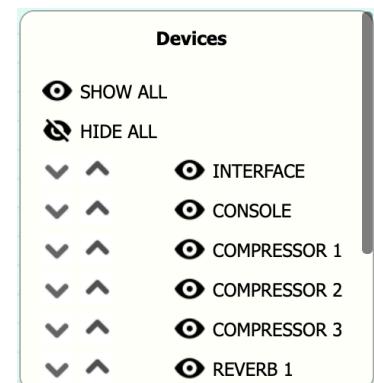 Devices
SHOW ALL
HIDE ALL
INTERFACE
CONSOLE
COMPRESSOR 1
COMPRESSOR 2
COMPRESSOR 3
REVERB 1